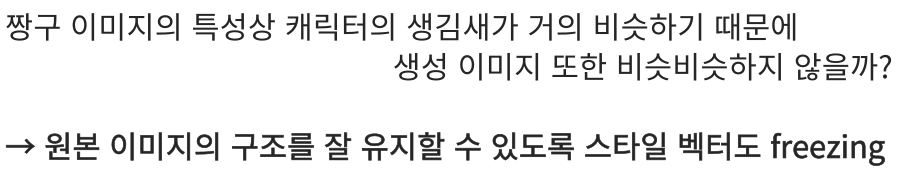 짱구 이미지의 특성상 캐릭터의 생김새가 거의 비슷하기 때문에
생성 이미지 또한 비슷비슷하지 않을까?
→ 원본 이미지의 구조를 잘 유지할 수 있도록 스타일 벡터도 freezing